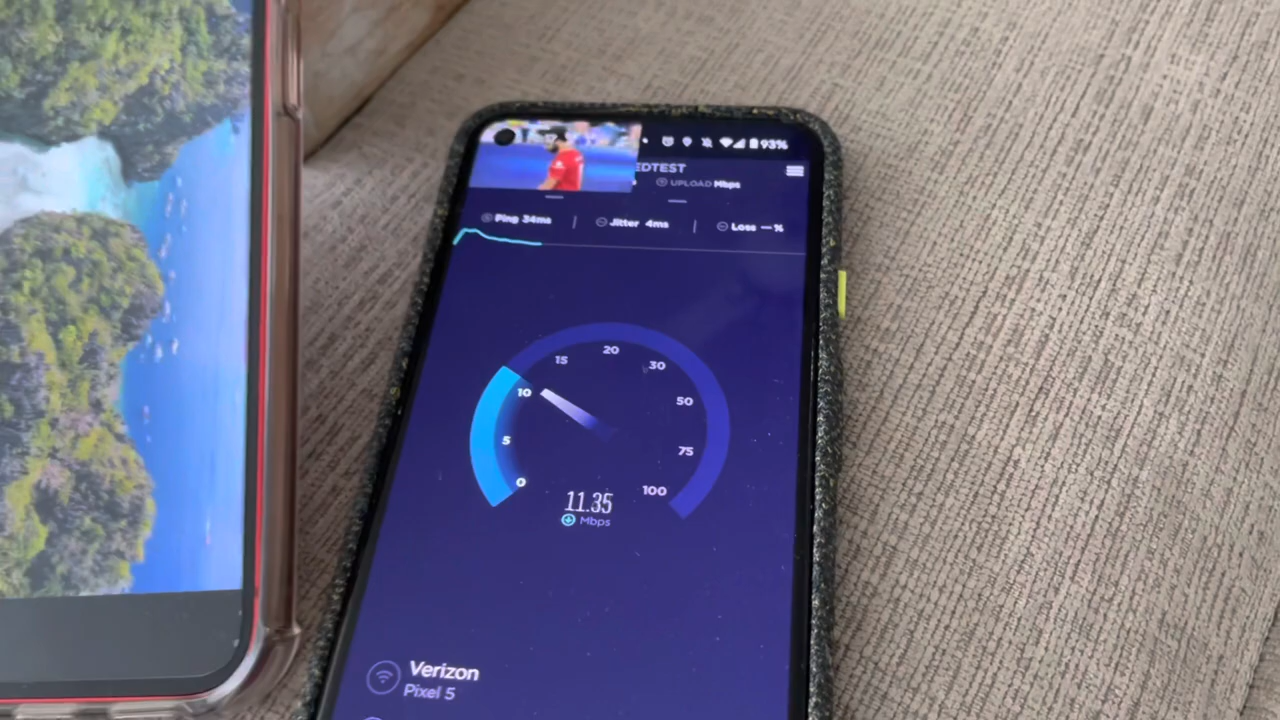 93%
EDTEST
UPLOAD Mbps
Ping 34ms | Jitter 4ms | Loss — %
15 20 30
10 50
5 75
0 100
11.35
Mbps
Verizon
Pixel 5